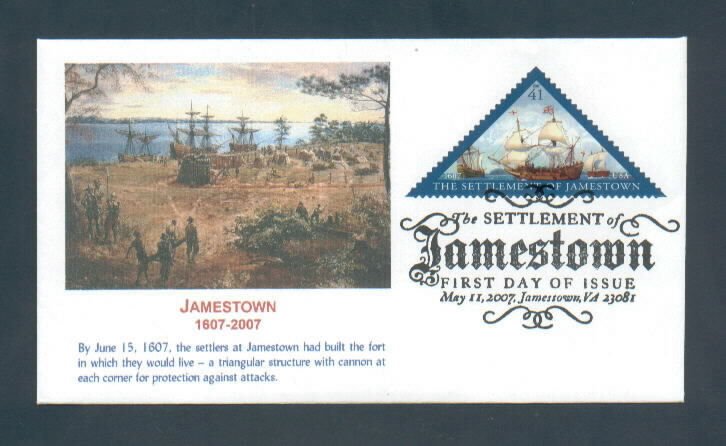 JAMESTOWN
1607-2007
By June 15, 1607, the settlers at Jamestown had built the fort
in which they would live – a triangular structure with cannon at
each corner for protection against attacks.
41
1607
USA
THE SETTLEMENT OF JAMESTOWN
The SETTLEMENT of
Jamestown
FIRST DAY OF ISSUE
May 11, 2007, Jamestown, VA 23081